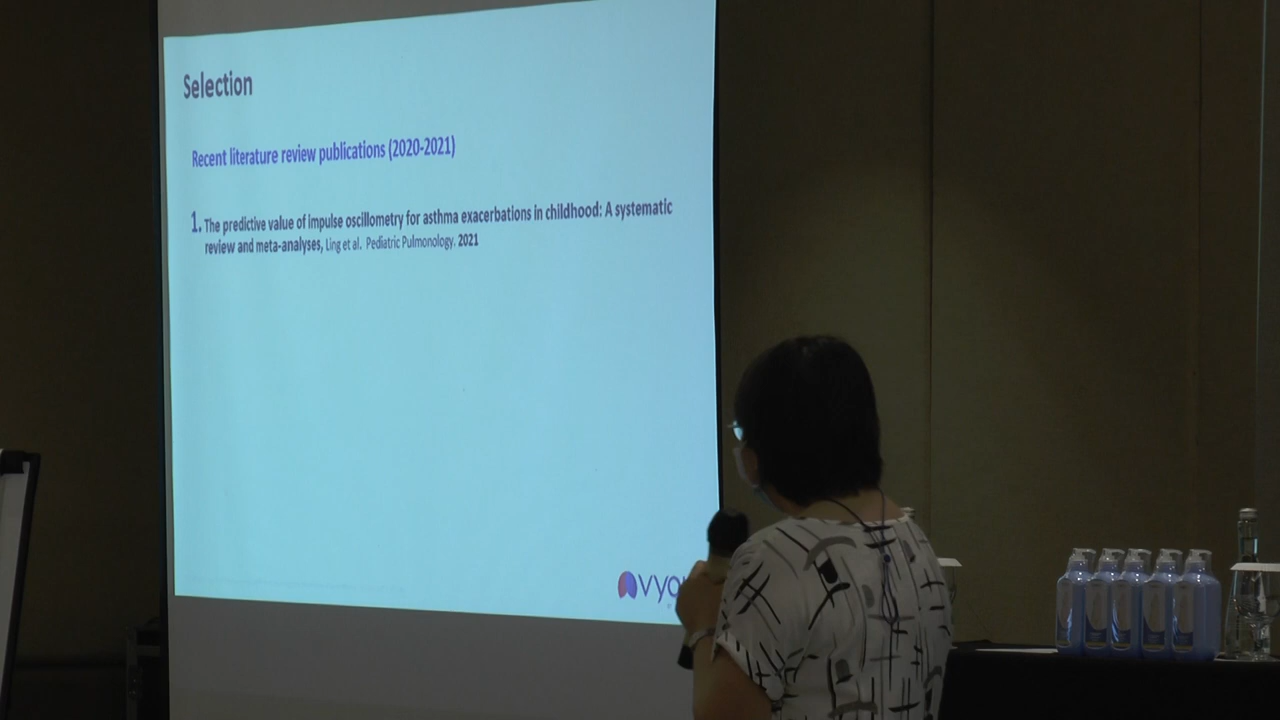 Selection
Recent literature review publications (2020-2021)
1. The predictive value of impulse oscillometry for asthma exacerbations in childhood: A systematic
review and meta-analyses, Ling et al. Pediatric Pulmonology. 2021